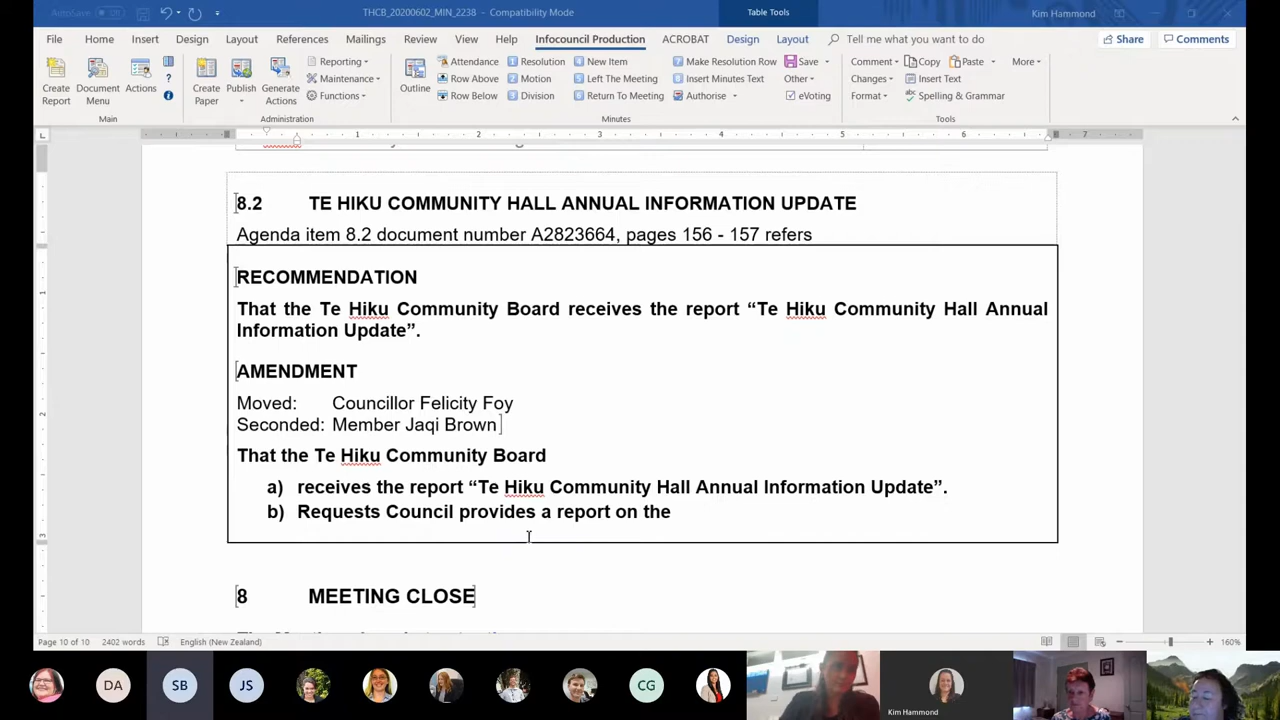 AutoSave Off
THCB_20200602_MIN_2238 - Compatibility Mode
Table Tools
Kim Hammond
File Home Insert Design Layout References Mailings Review View Help Infocouncil Production ACROBAT Design Layout Tell me what you want to do Share Comments
Create Report
Document Menu
Actions
Main
Create Paper
Publish
Generate Actions
Reporting
Maintenance
Functions
Administration
Outline
Attendance
Row Above
Row Below
Resolution
Motion
Division
New Item
Left The Meeting
Return To Meeting
Make Resolution Row
Insert Minutes Text
Authorise
Save
Other
eVoting
Minutes
Comment
Changes
Format
Copy
Paste
Insert Text
Spelling & Grammar
More
Tools
1 2 3 4 5 6 7
8.2 TE HIKU COMMUNITY HALL ANNUAL INFORMATION UPDATE
Agenda item 8.2 document number A2823664, pages 156 - 157 refers
RECOMMENDATION
That the Te Hiku Community Board receives the report “Te Hiku Community Hall Annual
Information Update”.
AMENDMENT
Moved: Councillor Felicity Foy
Seconded: Member Jaqi Brown
That the Te Hiku Community Board
a) receives the report “Te Hiku Community Hall Annual Information Update”.
b) Requests Council provides a report on the
8 MEETING CLOSE
Page 10 of 10 2402 words English (New Zealand) 160%
DA SB JS CG
Kim Hammond